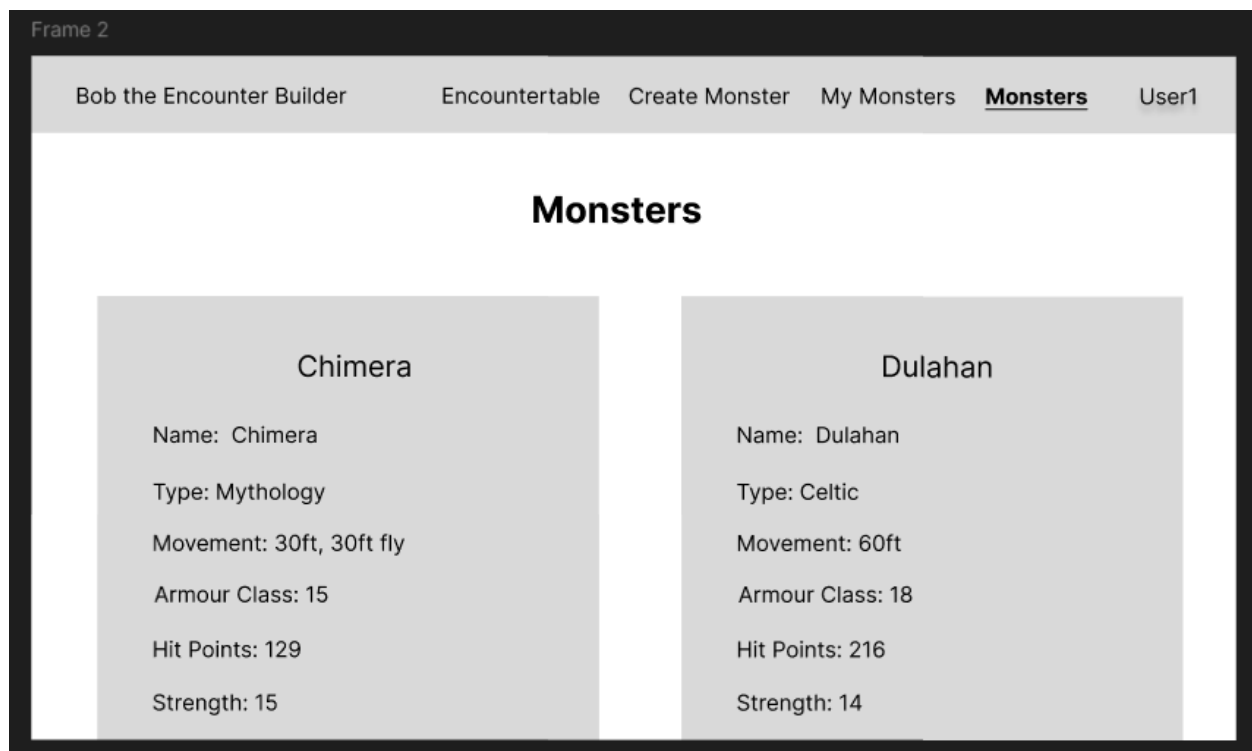 Frame 2
Bob the Encounter Builder Encountertable Create Monster My Monsters Monsters User1
Monsters
Chimera
Name: Chimera
Type: Mythology
Movement: 30ft, 30ft fly
Armour Class: 15
Hit Points: 129
Strength: 15
Dulahan
Name: Dulahan
Type: Celtic
Movement: 60ft
Armour Class: 18
Hit Points: 216
Strength: 14